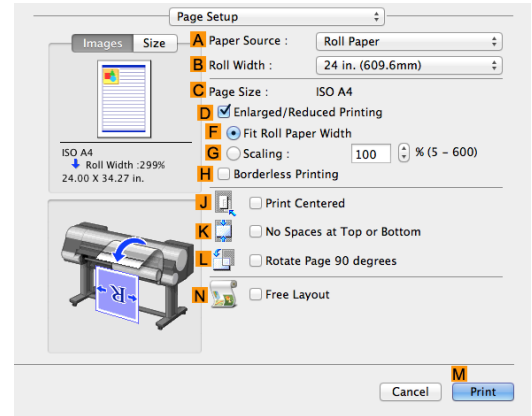 Page Setup
Images Size
A Paper Source : Roll Paper
B Roll Width : 24 in. (609.6mm)
C Page Size : ISO A4
D Enlarged/Reduced Printing
F Fit Roll Paper Width
G Scaling : 100 % (5 - 600)
H Borderless Printing
ISO A4
Roll Width :299%
24.00 X 34.27 in.
J Print Centered
K No Spaces at Top or Bottom
L Rotate Page 90 degrees
N Free Layout
R
M
Cancel Print